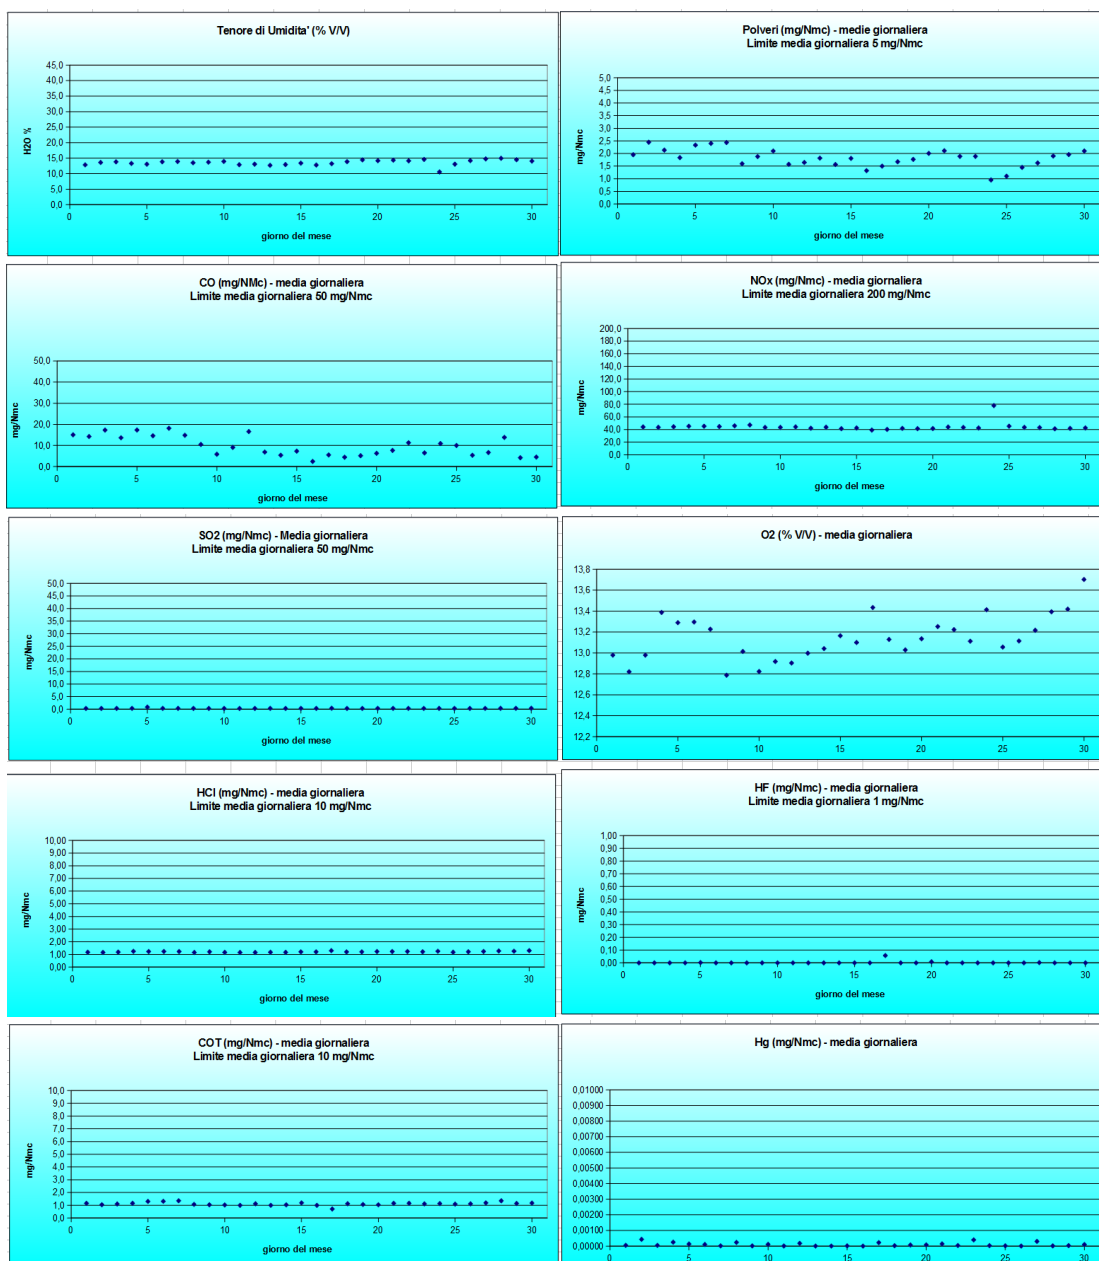 Tenore di Umidita' (% V/V)
45,0
40,0
35,0
30,0
25,0
20,0
15,0
10,0
5,0
0,0
H2O %
0 5 10 15 20 25 30
giorno del mese
Polveri (mg/Nmc) - medie giornaliera
Limite media giornaliera 5 mg/Nmc
5,0
4,5
4,0
3,5
3,0
2,5
2,0
1,5
1,0
0,5
0,0
mg/Nmc
0 5 10 15 20 25 30
giorno del mese
CO (mg/NMc) - media giornaliera
Limite media giornaliera 50 mg/Nmc
50,0
40,0
30,0
20,0
10,0
0,0
mg/Nmc
0 5 10 15 20 25 30
giorno del mese
NOx (mg/Nmc) - media giornaliera
Limite media giornaliera 200 mg/Nmc
200,0
180,0
160,0
140,0
120,0
100,0
80,0
60,0
40,0
20,0
0,0
mg/Nmc
0 5 10 15 20 25 30
giorno del mese
SO2 (mg/Nmc) - Media giornaliera
Limite media giornaliera 50 mg/Nmc
50,0
45,0
40,0
35,0
30,0
25,0
20,0
15,0
10,0
5,0
0,0
mg/Nmc
0 5 10 15 20 25 30
giorno del mese
O2 (% V/V) - media giornaliera
13,8
13,6
13,4
13,2
13,0
12,8
12,6
12,4
12,2
0 5 10 15 20 25 30
giorno del mese
HCl (mg/Nmc) - media giornaliera
Limite media giornaliera 10 mg/Nmc
10,00
9,00
8,00
7,00
6,00
5,00
4,00
3,00
2,00
1,00
0,00
mg/Nmc
0 5 10 15 20 25 30
giorno del mese
HF (mg/Nmc) - media giornaliera
Limite media giornaliera 1 mg/Nmc
1,00
0,90
0,80
0,70
0,60
0,50
0,40
0,30
0,20
0,10
0,00
mg/Nmc
0 5 10 15 20 25 30
giorno del mese
COT (mg/Nmc) - media giornaliera
Limite media giornaliera 10 mg/Nmc
10,0
9,0
8,0
7,0
6,0
5,0
4,0
3,0
2,0
1,0
0,0
mg/Nmc
0 5 10 15 20 25 30
giorno del mese
Hg (mg/Nmc) - media giornaliera
0,01000
0,00900
0,00800
0,00700
0,00600
0,00500
0,00400
0,00300
0,00200
0,00100
0,00000
mg/Nmc
0 5 10 15 20 25 30
giorno del mese